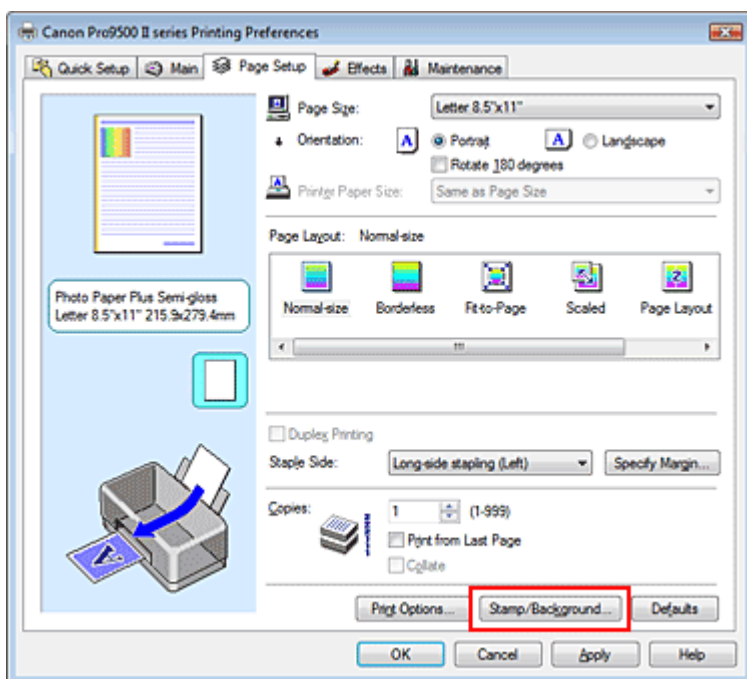 Canon Pro9500 II series Printing Preferences
Quick Setup Main Page Setup Effects Maintenance
Page Size: Letter 8.5"x11"
Orientation: A Portrait A Landscape
Rotate 180 degrees
Printer Paper Size: Same as Page Size
Page Layout: Normal-size
Normal-size Borderless Fit-to-Page Scaled Page Layout
Photo Paper Plus Semi-gloss
Letter 8.5"x11" 215.9x279.4mm
Duplex Printing
Staple Side: Long-side stapling (Left) Specify Margin...
Copies: 1 (1-999)
Print from Last Page
Collate
Print Options... Stamp/Background... Defaults
OK Cancel Apply Help